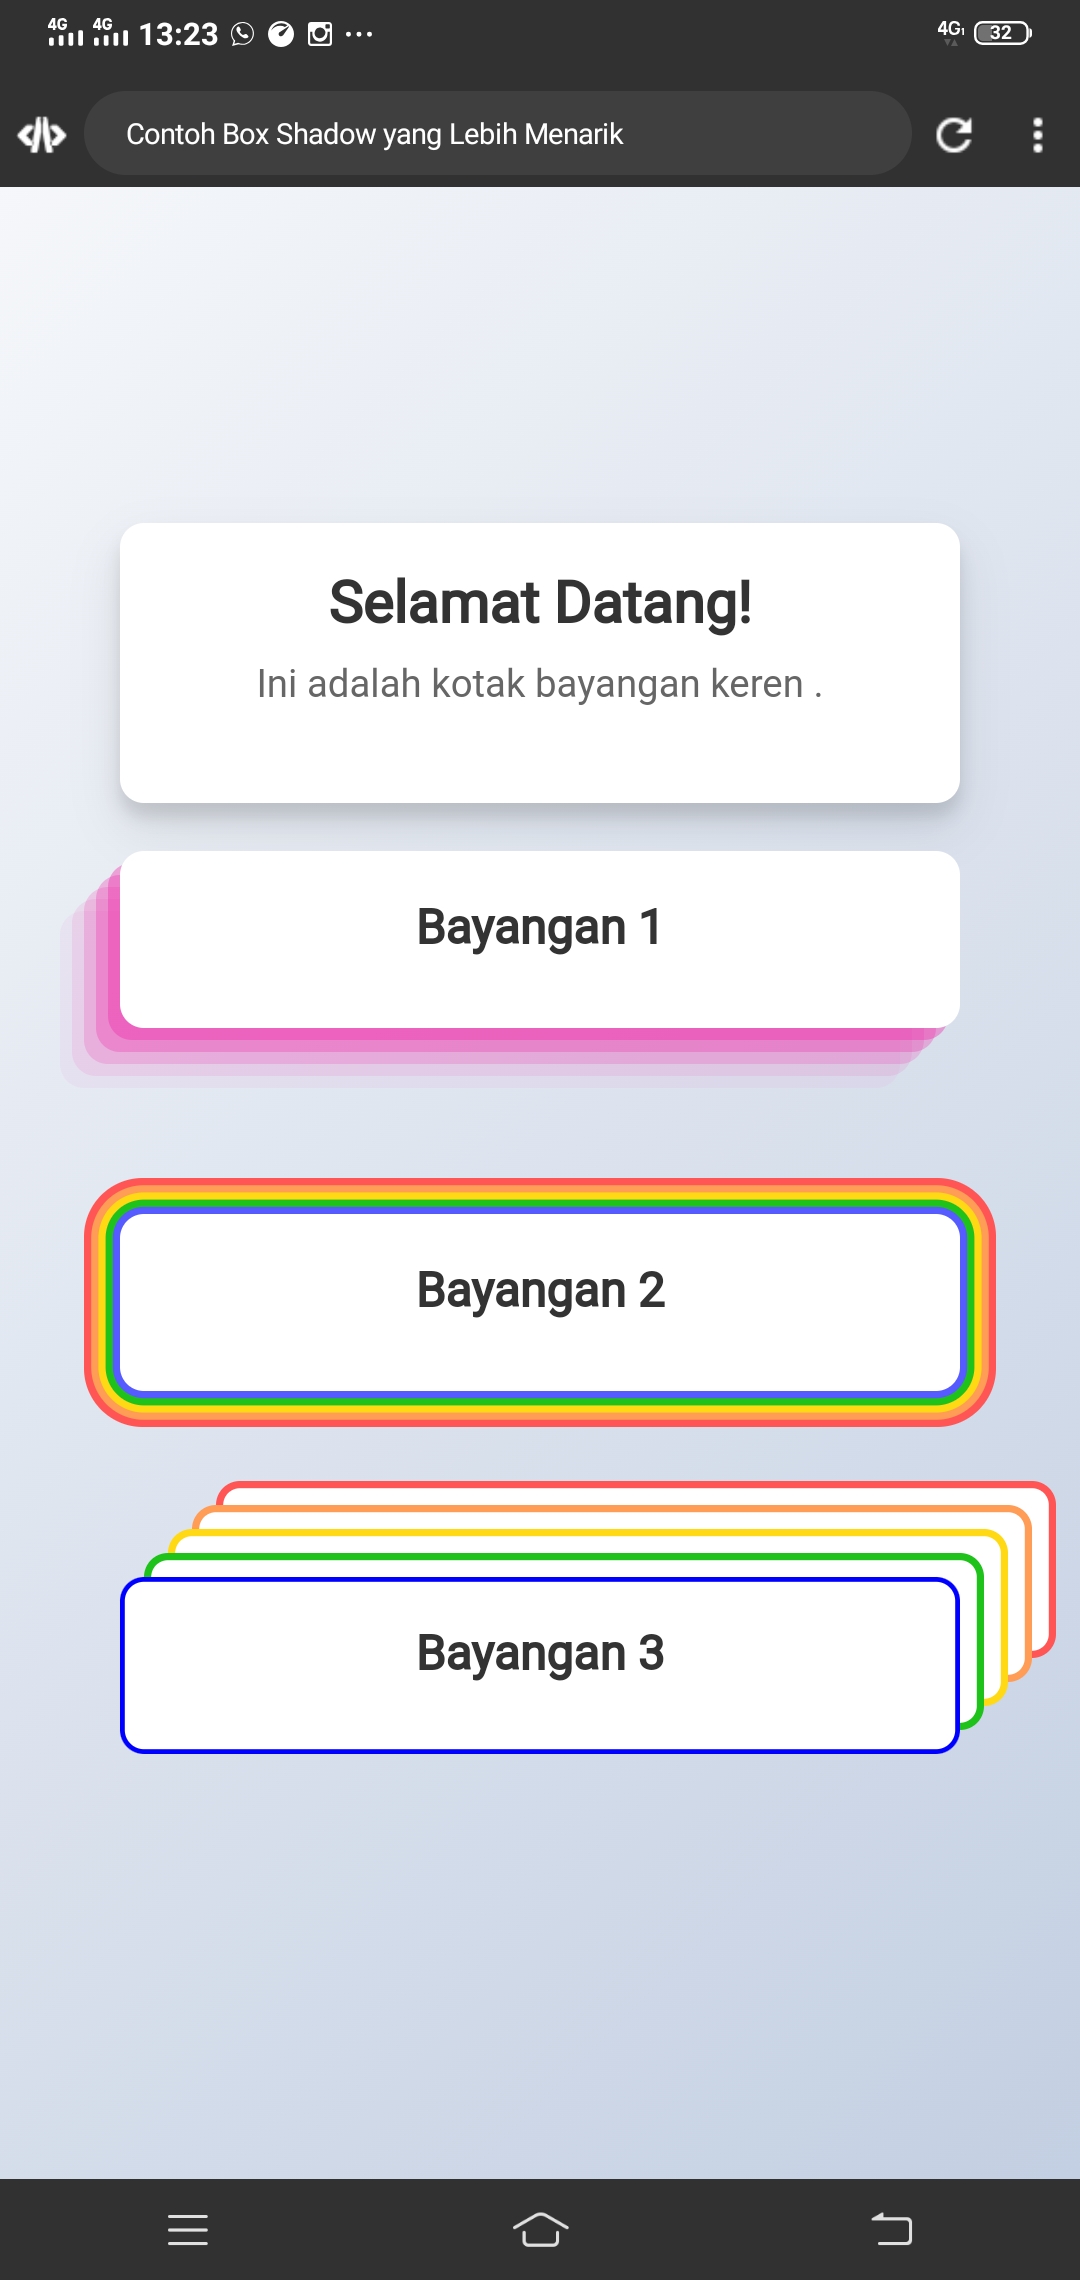 4G 4G 13:23 4G 32
Contoh Box Shadow yang Lebih Menarik
Selamat Datang!
Ini adalah kotak bayangan keren .
Bayangan 1
Bayangan 2
Bayangan 3